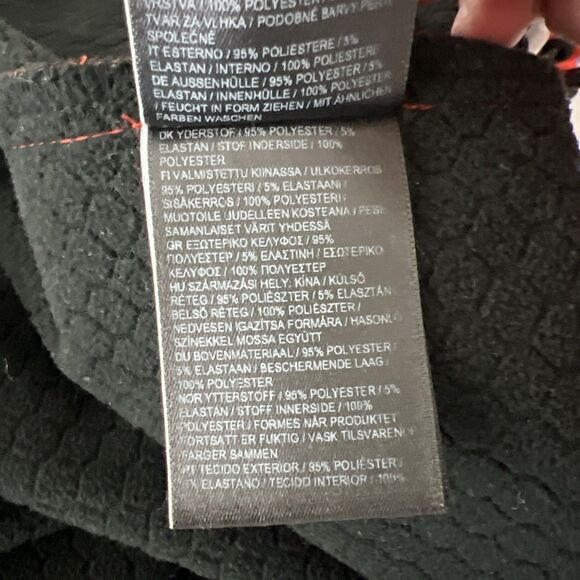 VRSTVA / 100% POLYESTER /
TVAR ZA VLHKA / PODOBNÉ BARVY PERTE
SPOLEČNĚ
IT ESTERNO / 95% POLIESTERE / 5%
ELASTAN / INTERNO / 100% POLIESTERE
DE AUSSENHÜLLE / 95% POLYESTER / 5%
ELASTAN / INNENHÜLLE / 100% POLYESTER
/ FEUCHT IN FORM ZIEHEN / MIT ÄHNLICHEN
FARBEN WASCHEN
DK YDERSTOF / 95% POLYESTER / 5%
ELASTAN / STOF INDERSIDE / 100%
POLYESTER
FI VALMISTETTU KIINASSA / ULKOKERROS
95% POLYESTERI / 5% ELASTAANI /
SISÄKERROS / 100% POLYESTERI /
MUOTOILE JUDELLEEN KOSTEANA / PESE
SAMANLAISET VÄRIT YHDESSÄ
GR ΕΞΩΤΕΡΙΚΟ ΚΕΛΥΦΟΣ / 95%
ΠΟΛΥΕΣΤΕΡ / 5% ΕΛΑΣΤΙΝΗ / ΕΣΩΤΕΡΙΚΟ
ΚΕΛΥΦΟΣ / 100% ΠΟΛΥΕΣΤΕΡ
HU SZÁRMAZÁSI HELY: KÍNA / KÜLSŐ
RÉTEG / 95% POLIÉSZTER / 5% ELASZTÁN
BELSŐ RÉTEG / 100% POLIÉSZTER /
NEDVESEN IGAZÍTSA FORMÁRA / HASONLÓ
SZÍNEKKEL MOSSA EGYÜTT
DU BOVENMATERIAAL / 95% POLYESTER /
5% ELASTAAN / BESCHERMENDE LAAG /
100% POLYESTER
NOR YTTERSTOFF / 95% POLYESTER / 5%
ELASTAN / STOFF INNERSIDE / 100%
POLYESTER / FORMES NÅR PRODUKTET
FORTSATT ER FUKTIG / VASK TILSVARENDE
FARGER SAMMEN
PT TECIDO EXTERIOR / 95% POLIÉSTER /
5% ELASTANO / TECIDO INTERIOR / 100%